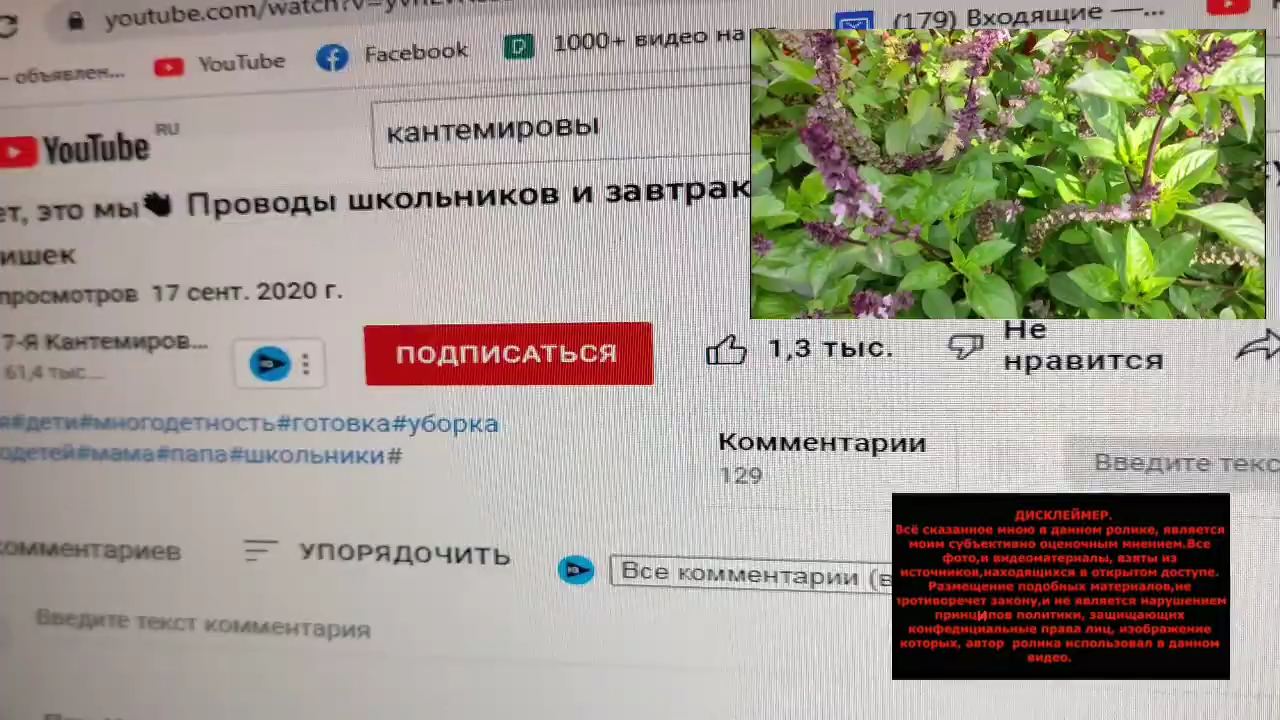 youtube.com/watch?v=
(179) Входящие —...
– объявлен...
YouTube
Facebook
1000+ видео на
YouTube RU
кантемировы
ет, это мы Проводы школьников и завтрак
ишек
просмотров 17 сент. 2020 г.
7-Я Кантемиров...
61,4 тыс....
ПОДПИСАТЬСЯ
1,3 тыс.
Не
нравится
я#дети#многодетность#готовка#уборка
одетей#мама#папа#школьники#
Комментарии
129
Введите текс
комментариев
УПОРЯДОЧИТЬ
Все комментарии (в
Введите текст комментария
ДИСКЛЕЙМЕР.
Всё сказанное мною в данном ролике, является
моим субъективно оценочным мнением.Все
фото,и видеоматериалы, взяты из
источников,находящихся в открытом доступе.
Размещение подобных материалов,не
противоречит закону,и не является нарушением
принципов политики, защищающих
конфедициальные права лиц, изображение
которых, автор ролика использовал в данном
видео.